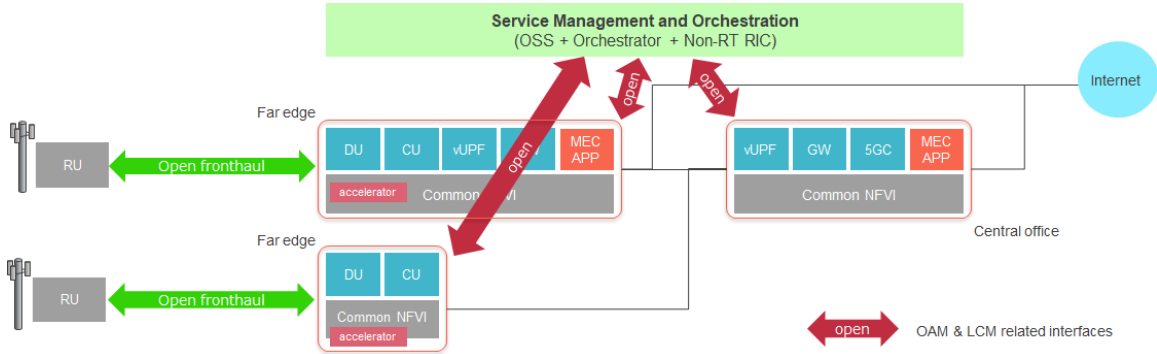 Service Management and Orchestration
(OSS + Orchestrator + Non-RT RIC)
Internet
open
open
open
Far edge
RU
Open fronthaul
DU
CU
vUPF
MEC
APP
accelerator
Common
vUPF
GW
5GC
MEC
APP
Common NFVI
Central office
Far edge
RU
Open fronthaul
DU
CU
Common NFVI
accelerator
open
OAM & LCM related interfaces